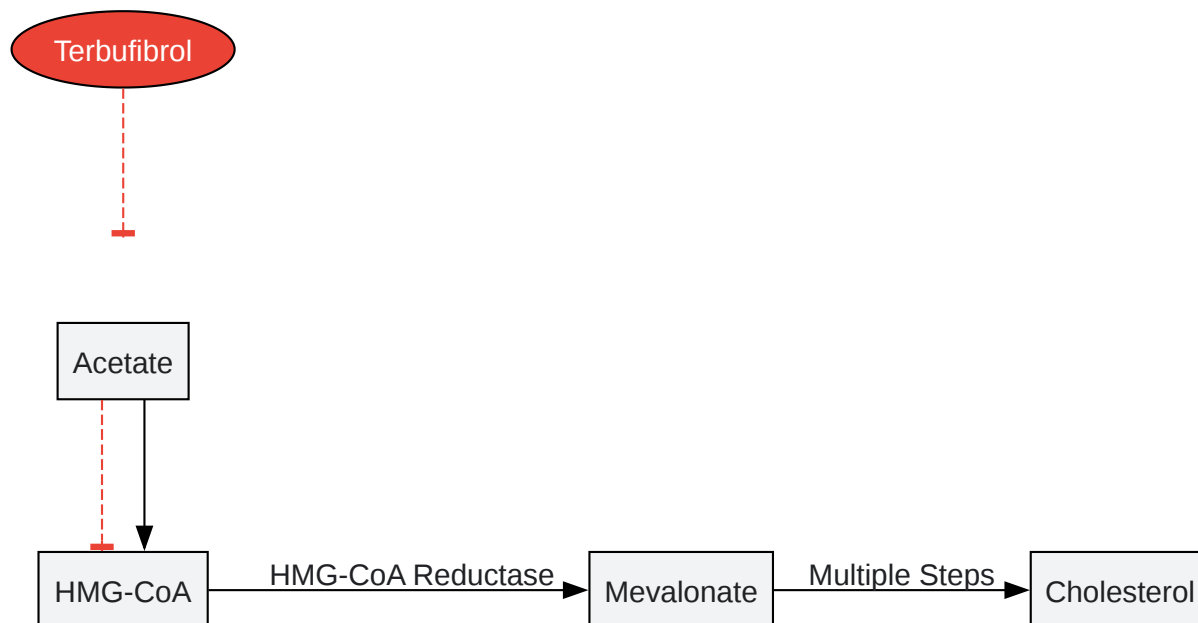 Terbufibrol
Acetate
HMG-CoA
HMG-CoA Reductase
Mevalonate
Multiple Steps
Cholesterol